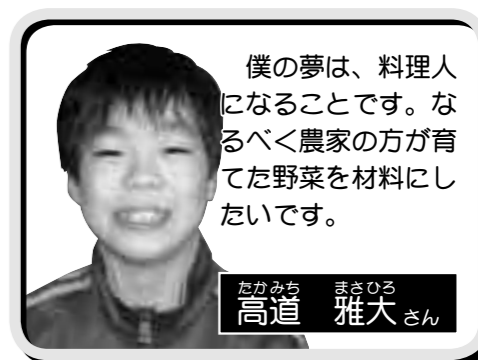 僕の夢は、料理人
になることです。な
るべく農家の方が育
てた野菜を材料にし
たいです。
たかみち まさひろ
高道 雅大さん